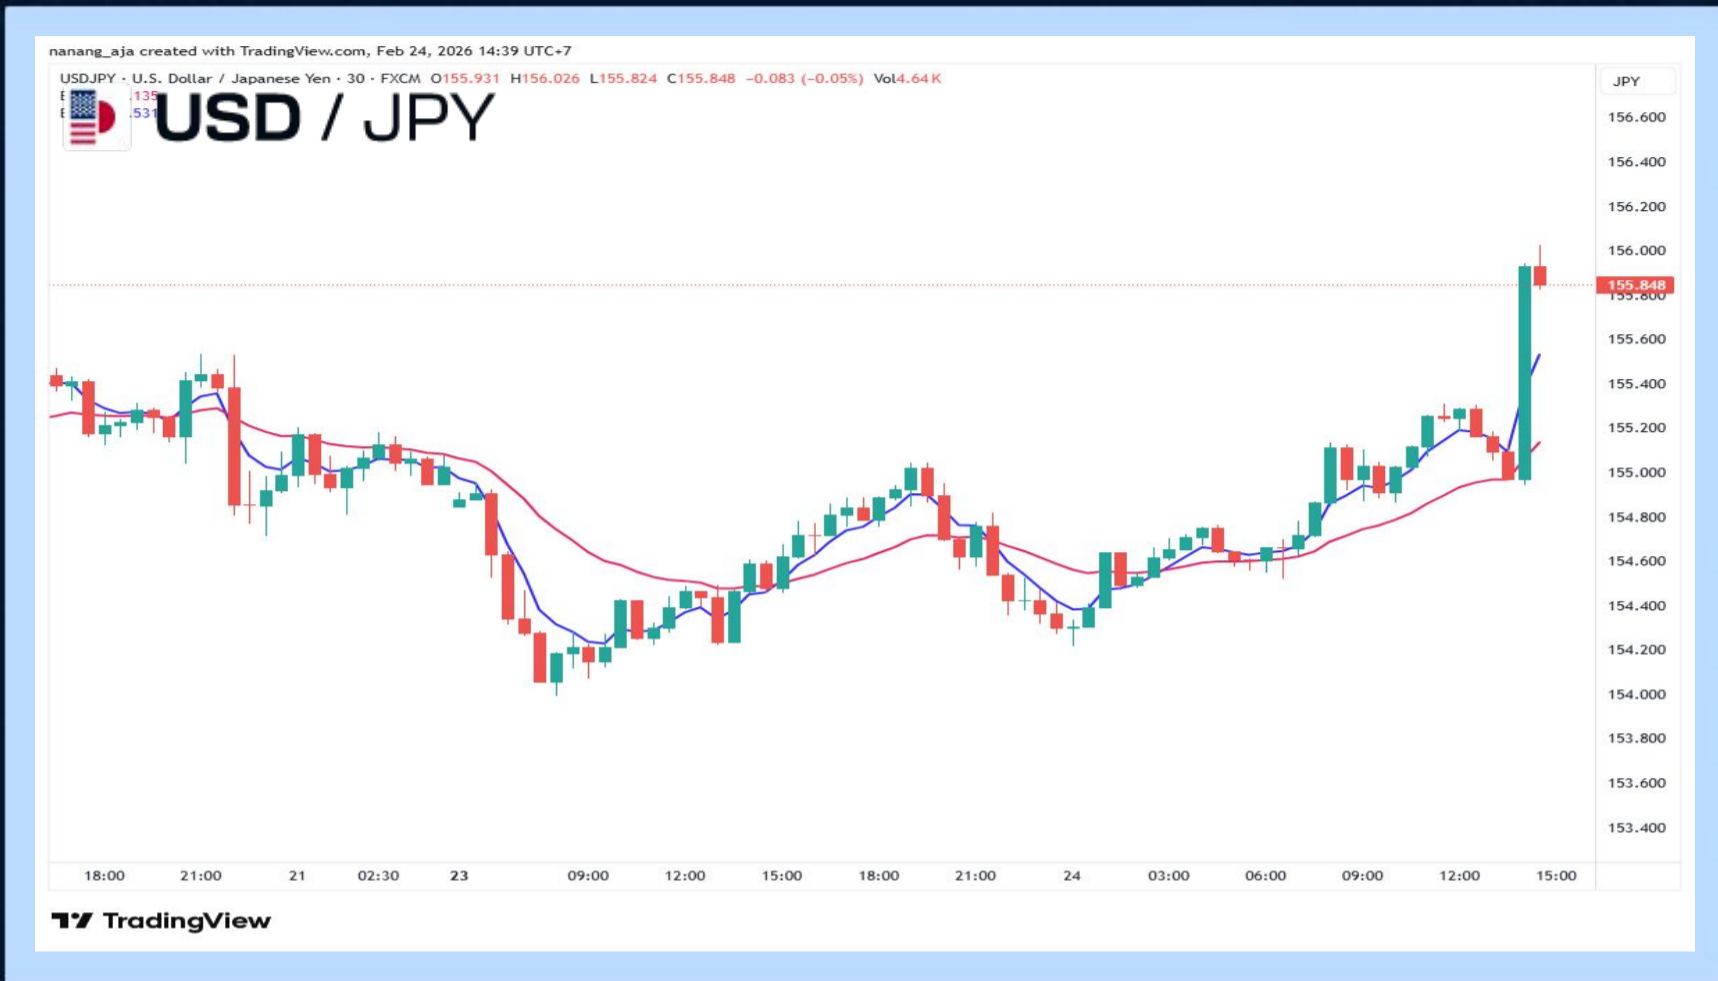 nanang_aja created with TradingView.com, Feb 24, 2026 14:39 UTC+7
USDJPY · U.S. Dollar / Japanese Yen · 30 · FXCM O155.931 H156.026 L155.824 C155.848 −0.083 (−0.05%) Vol4.64 K
E .135
E .531
USD / JPY
JPY
156.600
156.400
156.200
156.000
155.848
155.800
155.600
155.400
155.200
155.000
154.800
154.600
154.400
154.200
154.000
153.800
153.600
153.400
18:00 21:00 21 02:30 23 09:00 12:00 15:00 18:00 21:00 24 03:00 06:00 09:00 12:00 15:00
TradingView